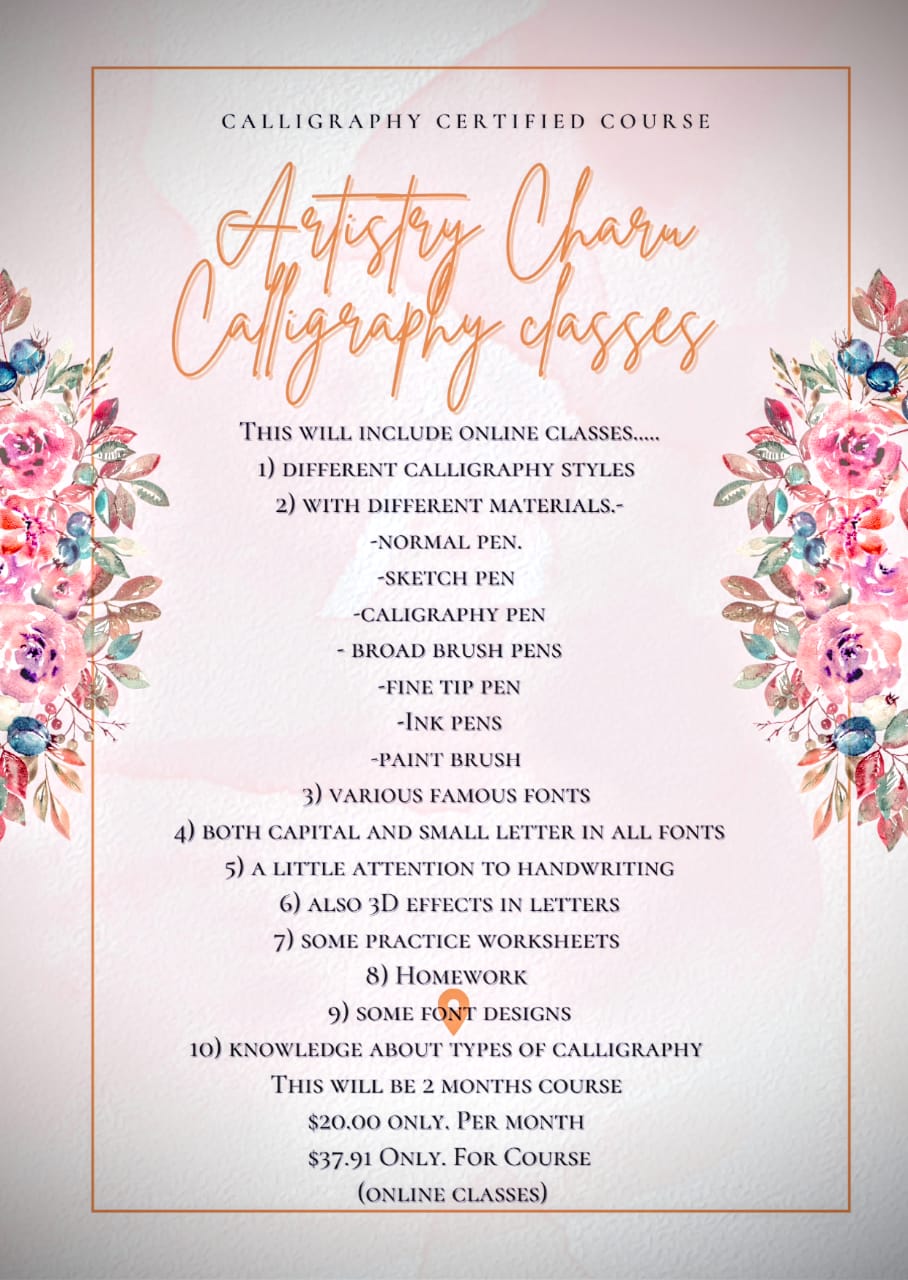 CALLIGRAPHY CERTIFIED COURSE
Artistry Charu
Calligraphy classes
This will include online classes.....
1) different calligraphy styles
2) with different materials.-
-normal pen.
-sketch pen
-caligraphy pen
- broad brush pens
-fine tip pen
-Ink pens
-paint brush
3) various famous fonts
4) both capital and small letter in all fonts
5) a little attention to handwriting
6) also 3D effects in letters
7) some practice worksheets
8) Homework
9) some font designs
10) knowledge about types of calligraphy
This will be 2 months course
$20.00 only. Per month
$37.91 Only. For Course
(online classes)